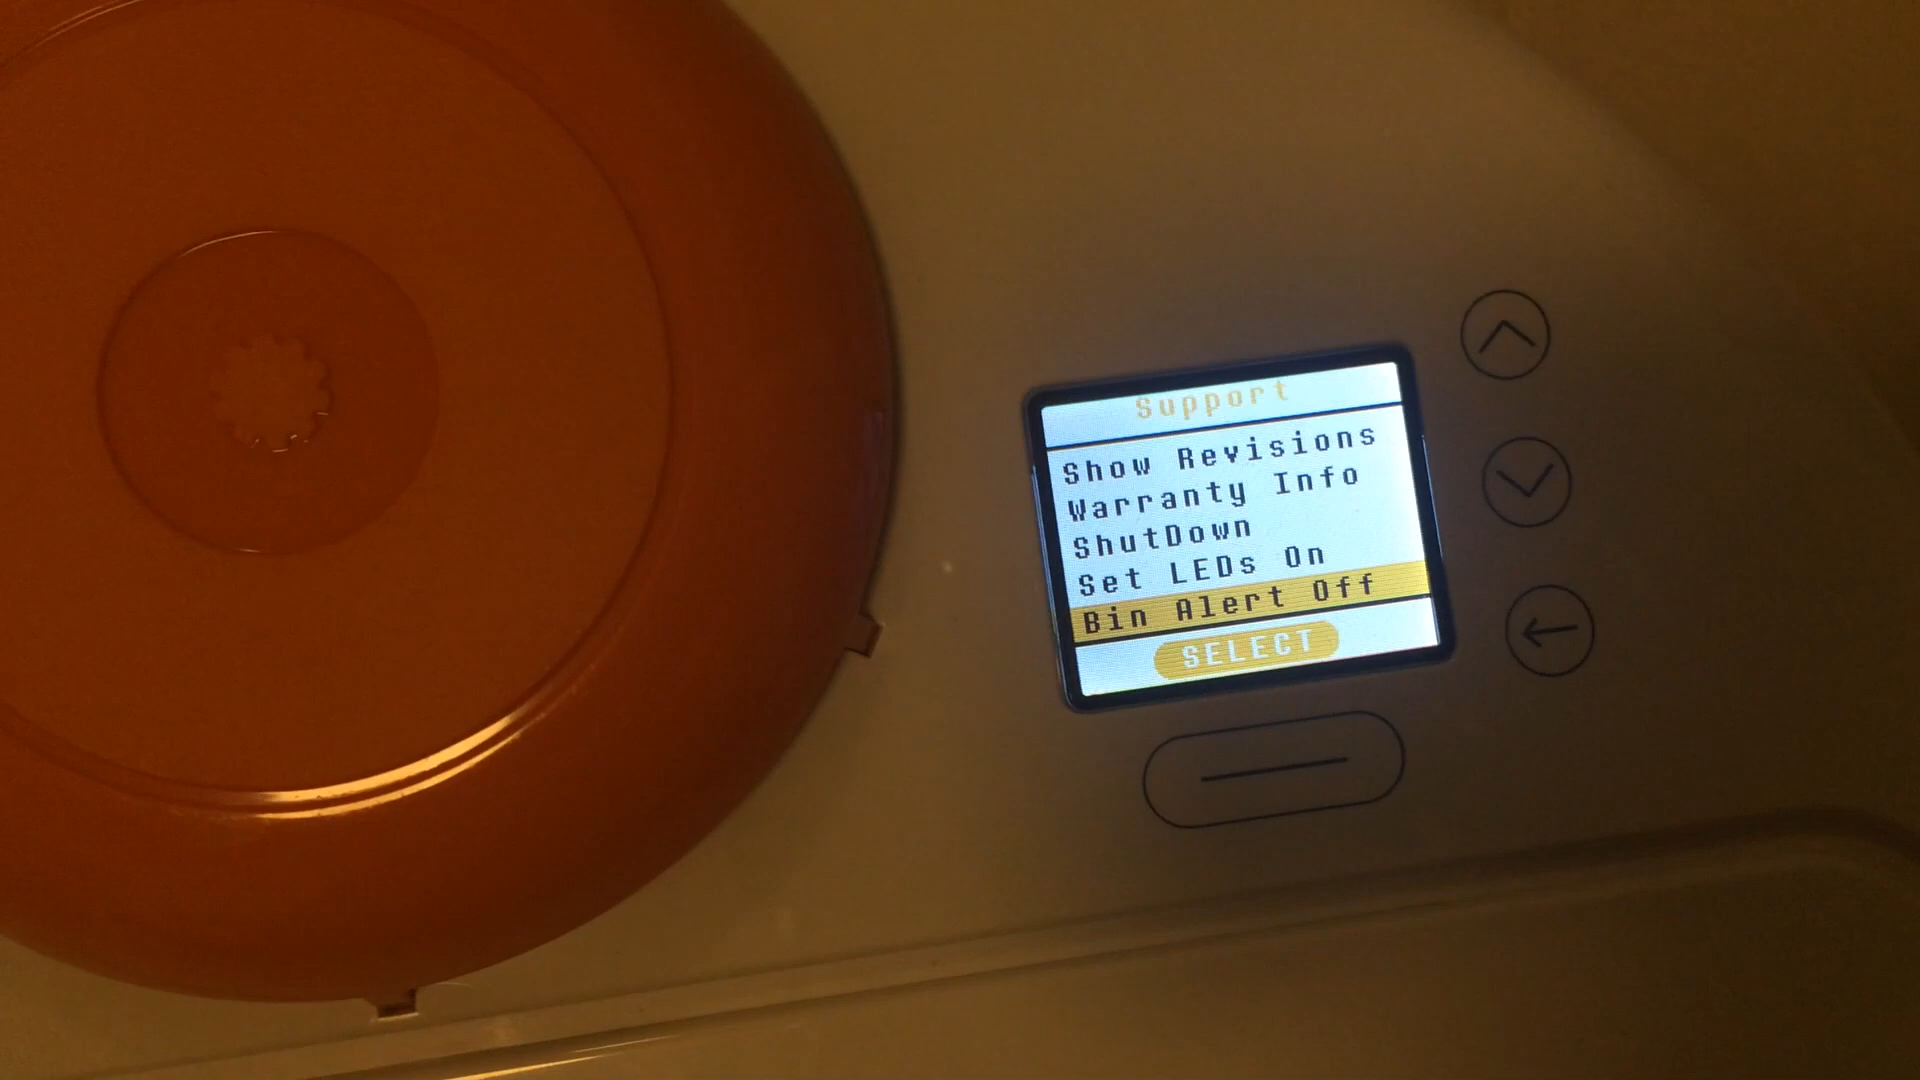 Support
Show Revisions
Warranty Info
ShutDown
Set LEDs On
Bin Alert Off
SELECT